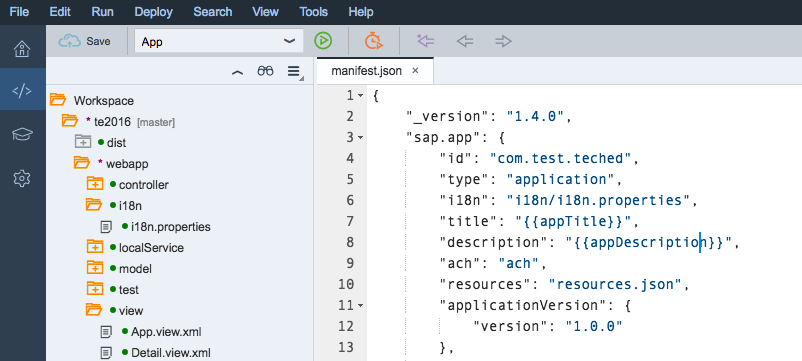 File Edit Run Deploy Search View Tools Help
Save App
manifest.json ×
Workspace
* te2016 [master]
dist
* webapp
controller
i18n
i18n.properties
localService
model
test
view
App.view.xml
Detail.view.xml
1 {
2 "_version": "1.4.0",
3 "sap.app": {
4 "id": "com.test.teched",
5 "type": "application",
6 "i18n": "i18n/i18n.properties",
7 "title": "{{appTitle}}",
8 "description": "{{appDescription}}",
9 "ach": "ach",
10 "resources": "resources.json",
11 "applicationVersion": {
12 "version": "1.0.0"
13 },